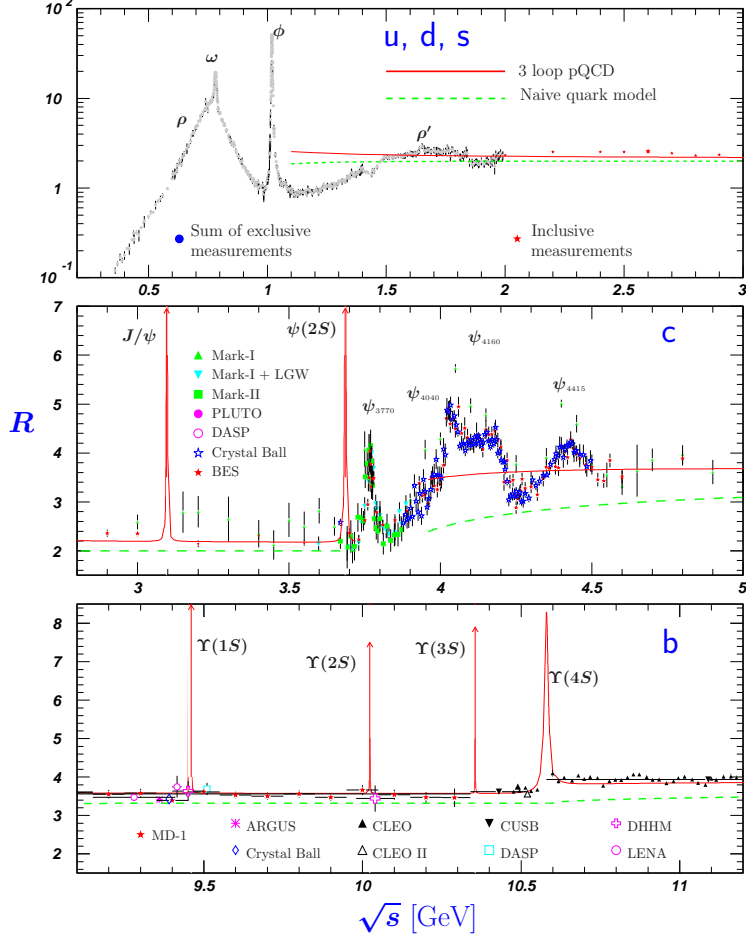 10 2
u, d, s
ϕ
ω
3 loop pQCD
Naive quark model
10
ρ
ρ′
1
Sum of exclusive measurements
Inclusive measurements
10 -1
0.5 1 1.5 2 2.5 3
7
c
J/ψ
ψ(2S)
ψ4160
6
Mark-I
Mark-I + LGW
Mark-II
PLUTO
DASP
Crystal Ball
BES
ψ3770
ψ4040
ψ4415
5
R
4
3
2
3 3.5 4 4.5 5
8
b
Υ(1S)
Υ(2S)
Υ(3S)
Υ(4S)
7
6
5
4
3
MD-1
ARGUS
Crystal Ball
CLEO
CLEO II
CUSB
DASP
DHHM
LENA
2
9.5 10 10.5 11
√s [GeV]